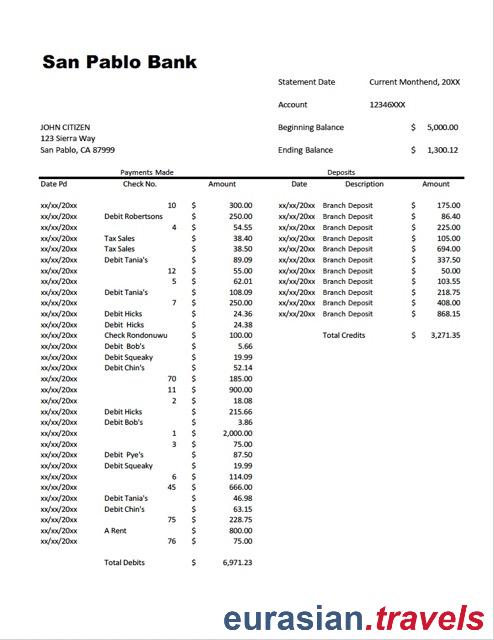 San Pablo Bank
Statement Date Current Monthend, 20XX
Account 12346XXX
JOHN CITIZEN Beginning Balance $ 5,000.00
123 Sierra Way
San Pablo, CA 87999 Ending Balance $ 1,300.12
Payments Made Deposits
Date Pd Check No. Amount Date Description Amount
xx/xx/20xx 10 $ 300.00 xx/xx/20xx Branch Deposit $ 175.00
xx/xx/20xx Debit Robertsons $ 250.00 xx/xx/20xx Branch Deposit $ 86.40
xx/xx/20xx 4 $ 54.55 xx/xx/20xx Branch Deposit $ 225.00
xx/xx/20xx Tax Sales $ 38.40 xx/xx/20xx Branch Deposit $ 105.00
xx/xx/20xx Tax Sales $ 38.50 xx/xx/20xx Branch Deposit $ 694.00
xx/xx/20xx Debit Tania's $ 89.09 xx/xx/20xx Branch Deposit $ 337.50
xx/xx/20xx 12 $ 55.00 xx/xx/20xx Branch Deposit $ 50.00
xx/xx/20xx 5 $ 62.01 xx/xx/20xx Branch Deposit $ 103.55
xx/xx/20xx Debit Tania's $ 108.09 xx/xx/20xx Branch Deposit $ 218.75
xx/xx/20xx 7 $ 250.00 xx/xx/20xx Branch Deposit $ 408.00
xx/xx/20xx Debit Hicks $ 24.36 xx/xx/20xx Branch Deposit $ 868.15
xx/xx/20xx Debit Hicks $ 24.38
xx/xx/20xx Check Rondonuwu $ 100.00 Total Credits $ 3,271.35
xx/xx/20xx Debit Bob's $ 5.66
xx/xx/20xx Debit Squeaky $ 19.99
xx/xx/20xx Debit Chin's $ 52.14
xx/xx/20xx 70 $ 185.00
xx/xx/20xx 11 $ 900.00
xx/xx/20xx 2 $ 18.08
xx/xx/20xx Debit Hicks $ 215.66
xx/xx/20xx Debit Bob's $ 3.86
xx/xx/20xx 1 $ 2,000.00
xx/xx/20xx 3 $ 75.00
xx/xx/20xx Debit Pye's $ 87.50
xx/xx/20xx Debit Squeaky $ 19.99
xx/xx/20xx 6 $ 114.09
xx/xx/20xx 45 $ 666.00
xx/xx/20xx Debit Tania's $ 46.98
xx/xx/20xx Debit Chin's $ 63.15
xx/xx/20xx 75 $ 228.75
xx/xx/20xx A Rent $ 800.00
xx/xx/20xx 76 $ 75.00
Total Debits $ 6,971.23
eurasian.travels